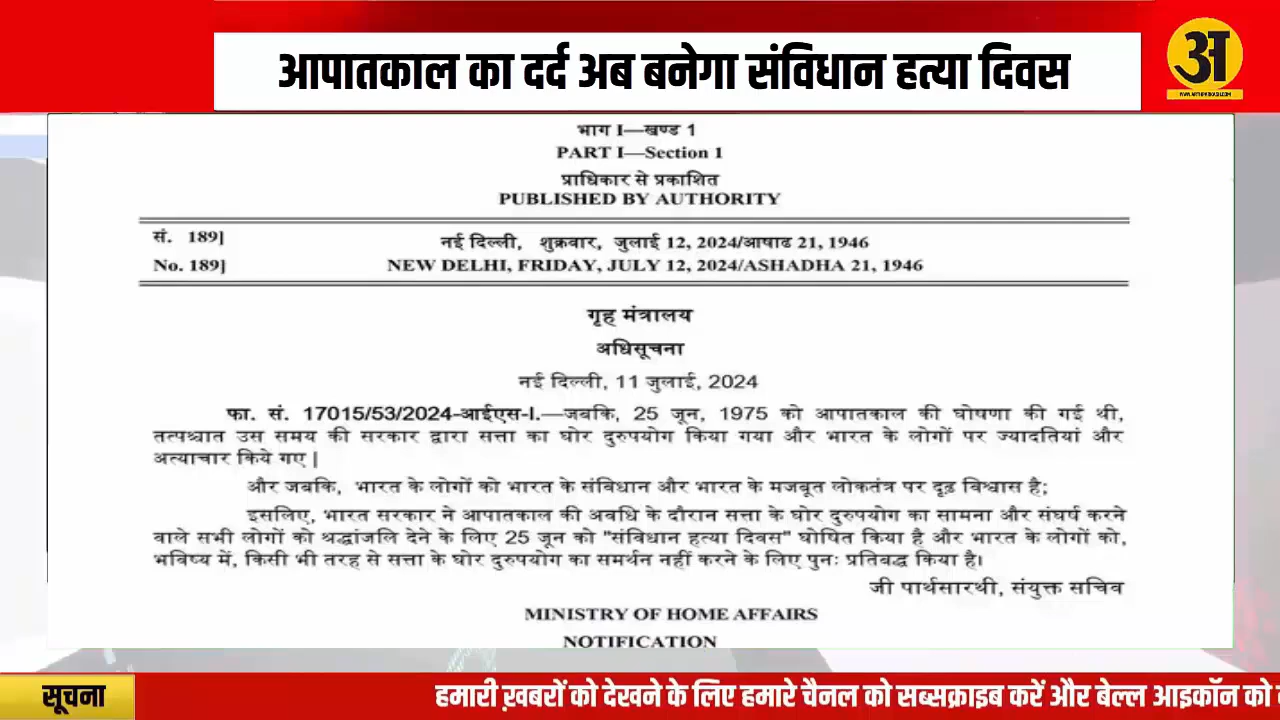 आपातकाल का दर्द अब बनेगा संविधान हत्या दिवस
अ
भाग I—खण्ड 1
PART I—Section 1
प्राधिकार से प्रकाशित
PUBLISHED BY AUTHORITY
सं. 189]
नई दिल्ली, शुक्रवार, जुलाई 12, 2024/आषाढ 21, 1946
No. 189]
NEW DELHI, FRIDAY, JULY 12, 2024/ASHADHA 21, 1946
गृह मंत्रालय
अधिसूचना
नई दिल्ली, 11 जुलाई, 2024
फा. सं. 17015/53/2024-आईएस-I.—जबकि, 25 जून, 1975 को आपातकाल की घोषणा की गई थी,
तत्पश्चात उस समय की सरकार द्वारा सत्ता का घोर दुरुपयोग किया गया और भारत के लोगों पर ज्यादतियां और
अत्याचार किये गए |
और जबकि, भारत के लोगों को भारत के संविधान और भारत के मजबूत लोकतंत्र पर दृढ़ विश्वास है;
इसलिए, भारत सरकार ने आपातकाल की अवधि के दौरान सत्ता के घोर दुरुपयोग का सामना और संघर्ष करने
वाले सभी लोगों को श्रद्धांजलि देने के लिए 25 जून को "संविधान हत्या दिवस" घोषित किया है और भारत के लोगों को,
भविष्य में, किसी भी तरह से सत्ता के घोर दुरुपयोग का समर्थन नहीं करने के लिए पुनः प्रतिबद्ध किया है।
जी पार्थसारथी, संयुक्त सचिव
MINISTRY OF HOME AFFAIRS
NOTIFICATION
सूचना
हमारी ख़बरों को देखने के लिए हमारे चैनल को सब्सक्राइब करें और बेल्ल आइकॉन को